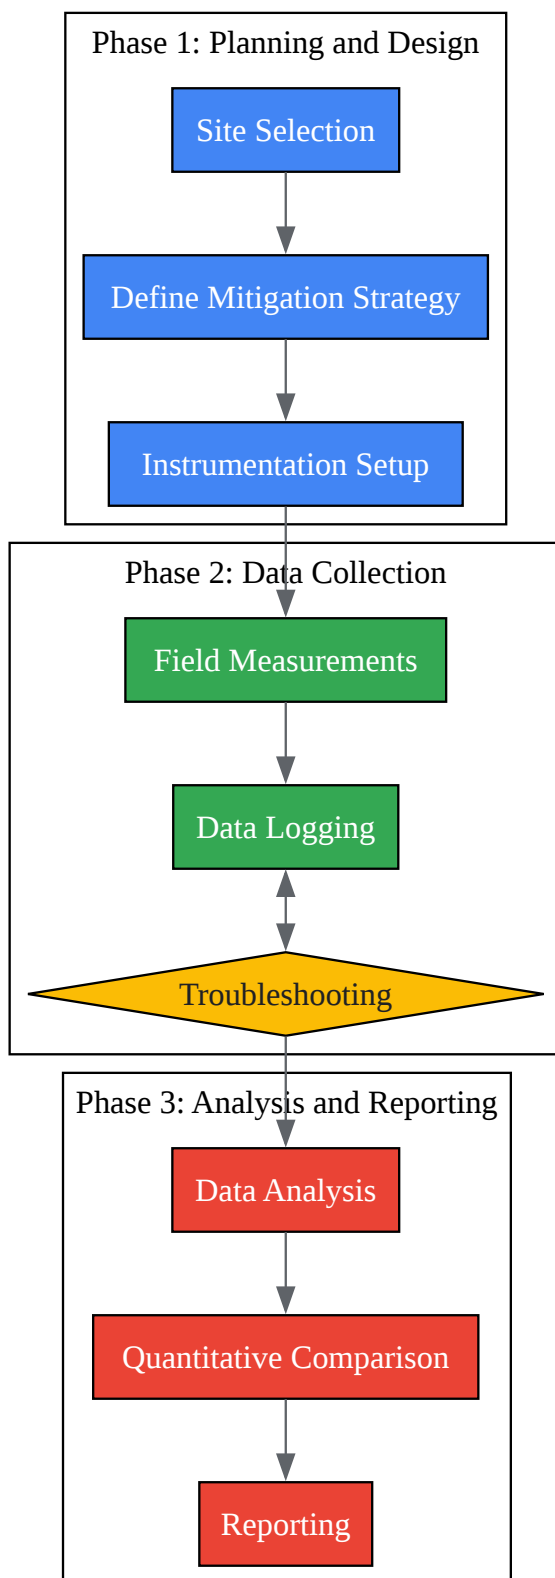 Phase 1: Planning and Design
Site Selection
Define Mitigation Strategy
Instrumentation Setup
Phase 2: Data Collection
Field Measurements
Data Logging
Troubleshooting
Phase 3: Analysis and Reporting
Data Analysis
Quantitative Comparison
Reporting